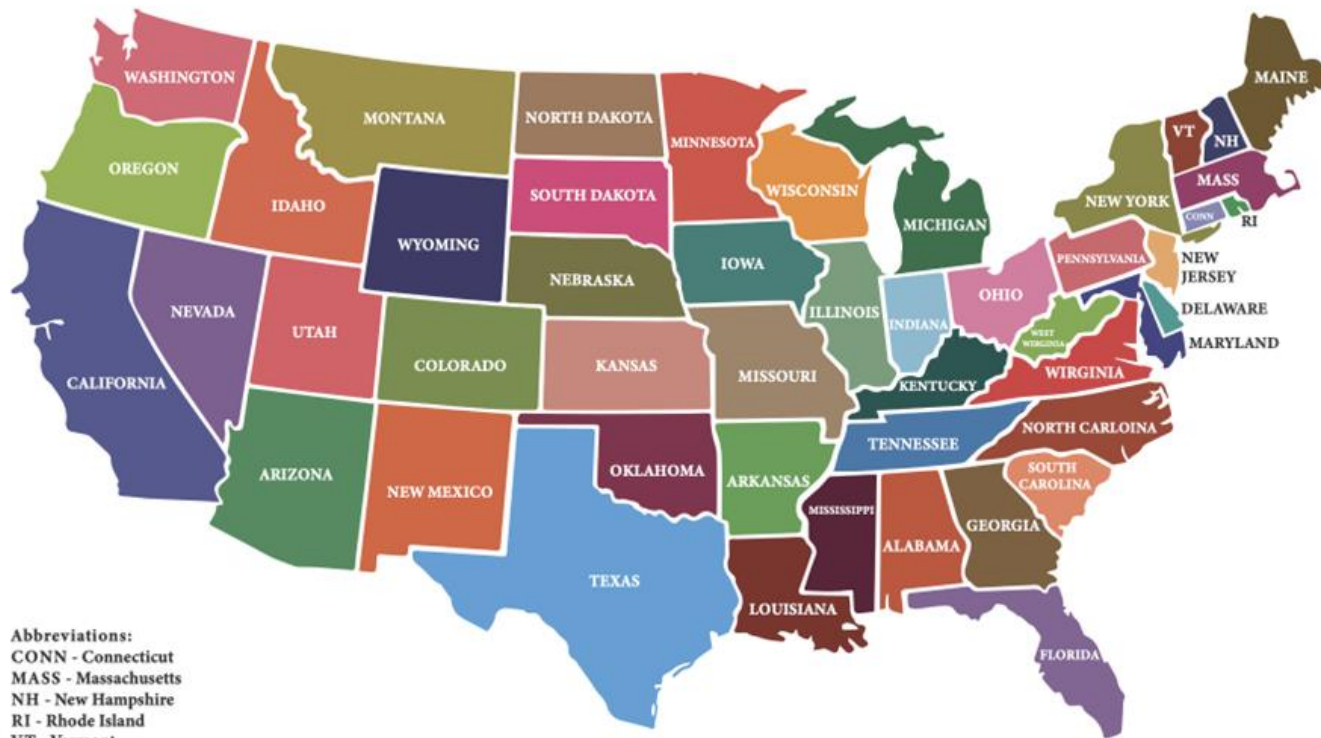 WASHINGTON
MONTANA
NORTH DAKOTA
MINNESOTA
MAINE
VT
NH
OREGON
IDAHO
SOUTH DAKOTA
WISCONSIN
MICHIGAN
NEW YORK
MASS
CONN
RI
WYOMING
IOWA
PENNSYLVANIA
NEW
JERSEY
NEBRASKA
NEVADA
UTAH
COLORADO
ILLINOIS
INDIANA
OHIO
DELAWARE
MARYLAND
WEST
WIRGINIA
WIRGINIA
CALIFORNIA
KANSAS
MISSOURI
KENTUCKY
NORTH CARLOINA
TENNESSEE
ARIZONA
NEW MEXICO
OKLAHOMA
ARKANSAS
SOUTH
CAROLINA
MISSISSIPPI
ALABAMA
GEORGIA
TEXAS
LOUISIANA
FLORIDA
Abbreviations:
CONN - Connecticut
MASS - Massachusetts
NH - New Hampshire
RI - Rhode Island